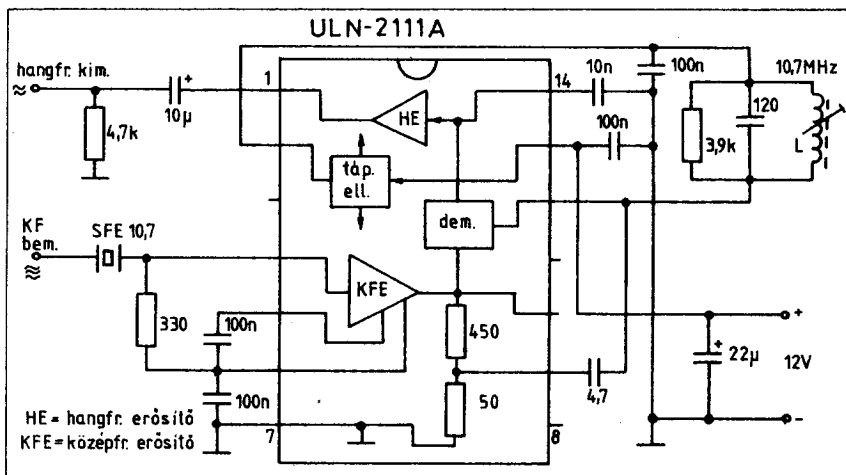 ULN-2111A
hangfr. kim.
1
10µ
+
4,7k
HE
14
10n
100n
100n
10,7MHz
3,9k
120
L
táp.
ell.
dem.
KF
bem.
SFE 10,7
KFE
330
100n
100n
450
50
4,7
22µ
+
12V
+
-
7
8
HE = hangfr. erősítő
KFE = középfr. erősítő